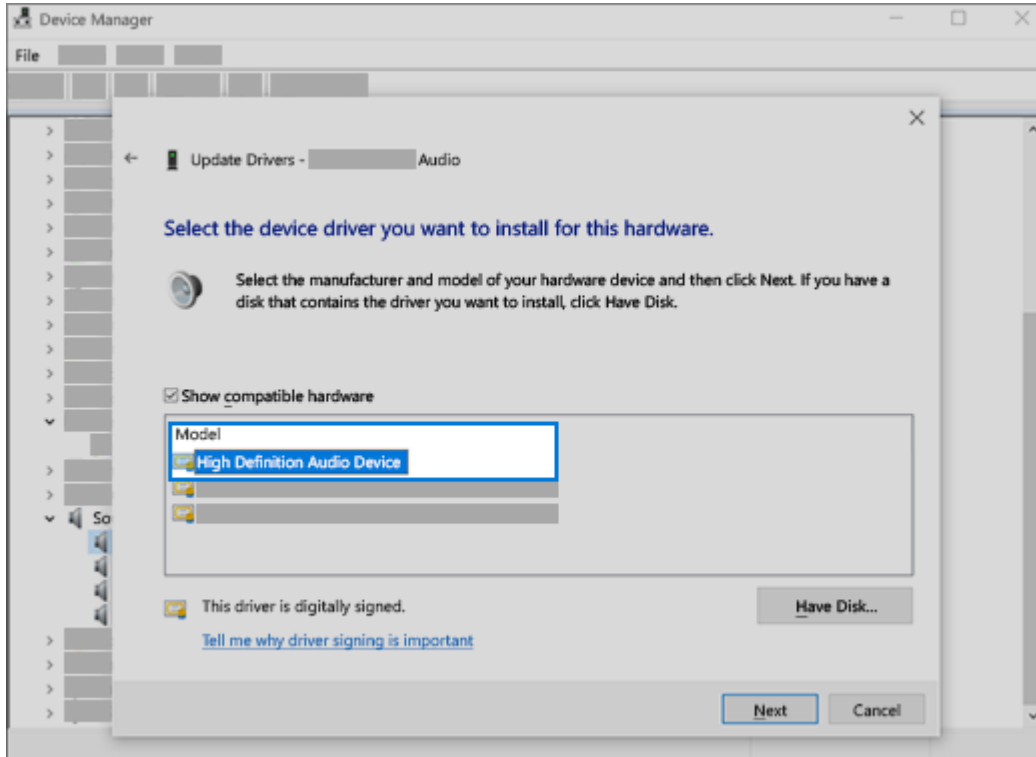 Device Manager
File
Update Drivers - Audio
Select the device driver you want to install for this hardware.
Select the manufacturer and model of your hardware device and then click Next. If you have a
disk that contains the driver you want to install, click Have Disk.
Show compatible hardware
Model
High Definition Audio Device
So
This driver is digitally signed.
Have Disk...
Tell me why driver signing is important
Next
Cancel